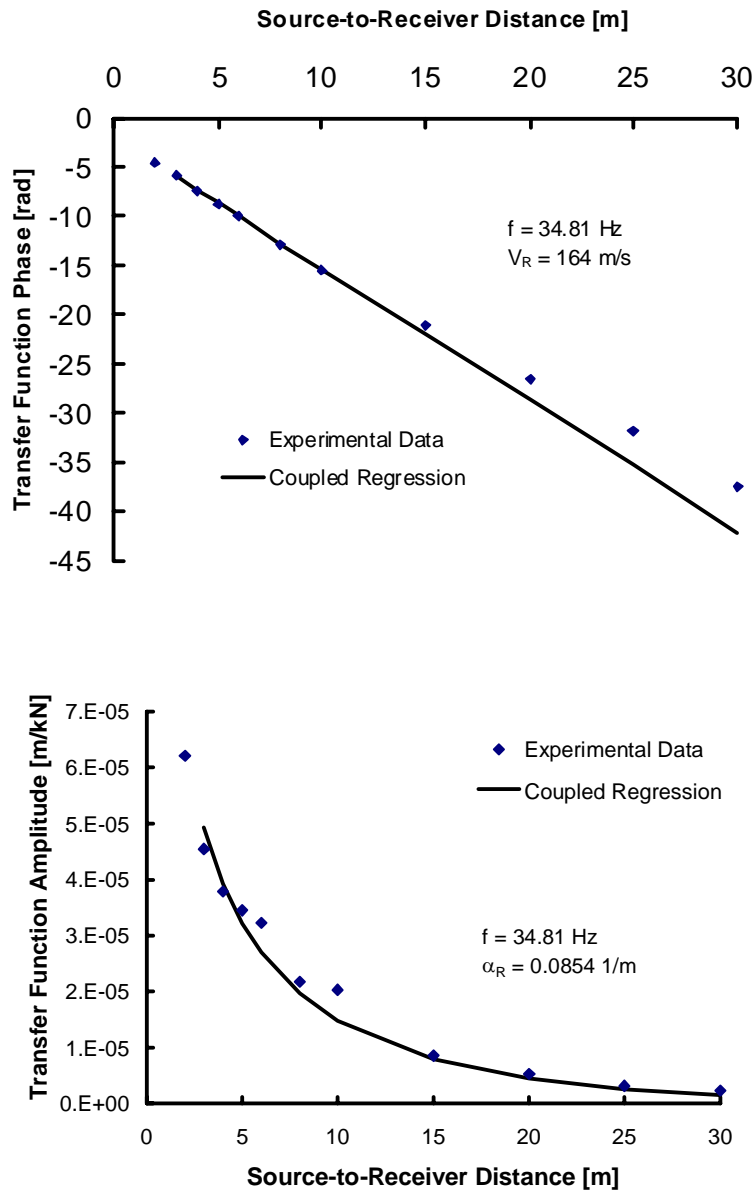 Source-to-Receiver Distance [m]
0 5 10 15 20 25 30
0
-5
-10
-15
-20
-25
-30
-35
-40
-45
Transfer Function Phase [rad]
f = 34.81 Hz
VR = 164 m/s
Experimental Data
Coupled Regression
7.E-05
6.E-05
5.E-05
4.E-05
3.E-05
2.E-05
1.E-05
0.E+00
Transfer Function Amplitude [m/kN]
Experimental Data
Coupled Regression
f = 34.81 Hz
αR = 0.0854 1/m
0 5 10 15 20 25 30
Source-to-Receiver Distance [m]